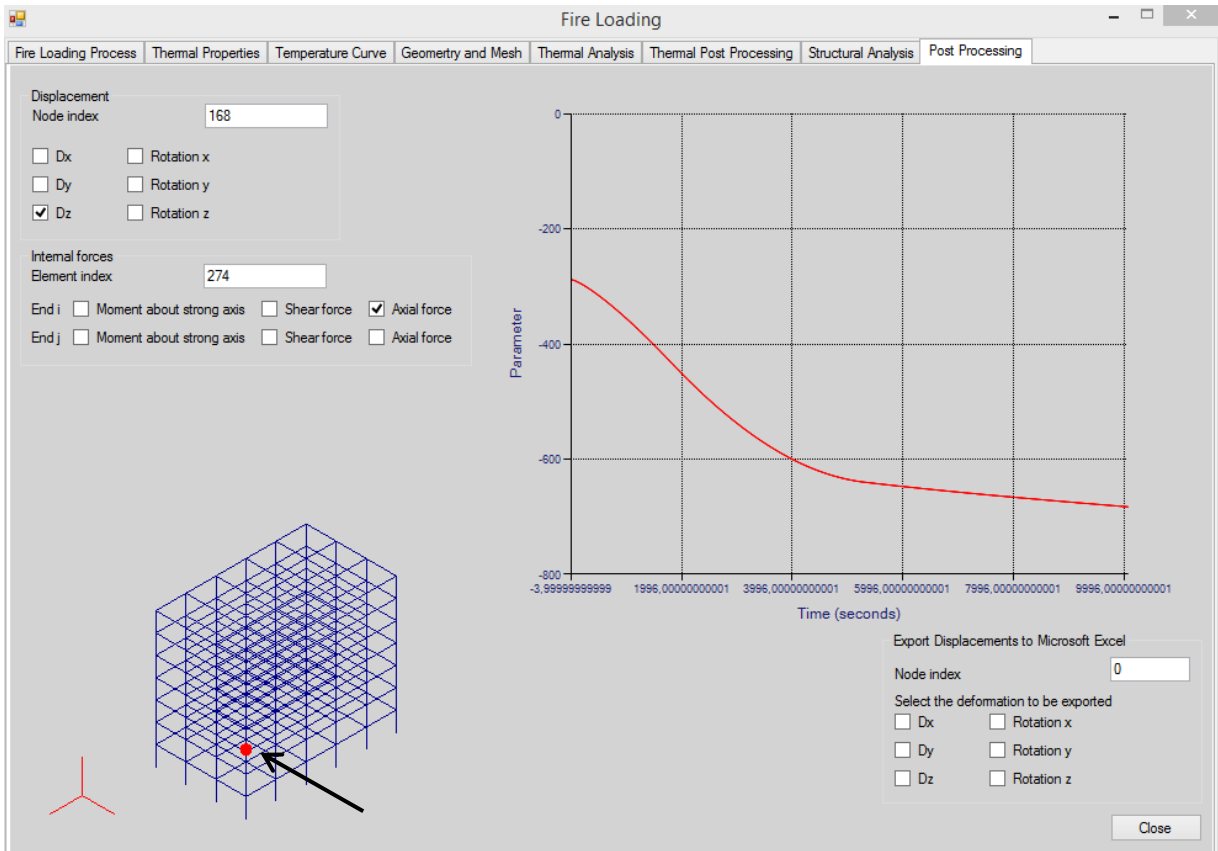 Fire Loading
Fire Loading Process Thermal Properties Temperature Curve Geometry and Mesh Thermal Analysis Thermal Post Processing Structural Analysis Post Processing
Displacement
Node index 168
Dx Rotation x
Dy Rotation y
Dz Rotation z
Internal forces
Element index 274
End i Moment about strong axis Shear force Axial force
End j Moment about strong axis Shear force Axial force
0
-200
-400
-600
-800
Parameter
-3,99999999999 1996,00000000001 3996,00000000001 5996,00000000001 7996,00000000001 9996,00000000001
Time (seconds)
Export Displacements to Microsoft Excel
Node index 0
Select the deformation to be exported
Dx Rotation x
Dy Rotation y
Dz Rotation z
Close